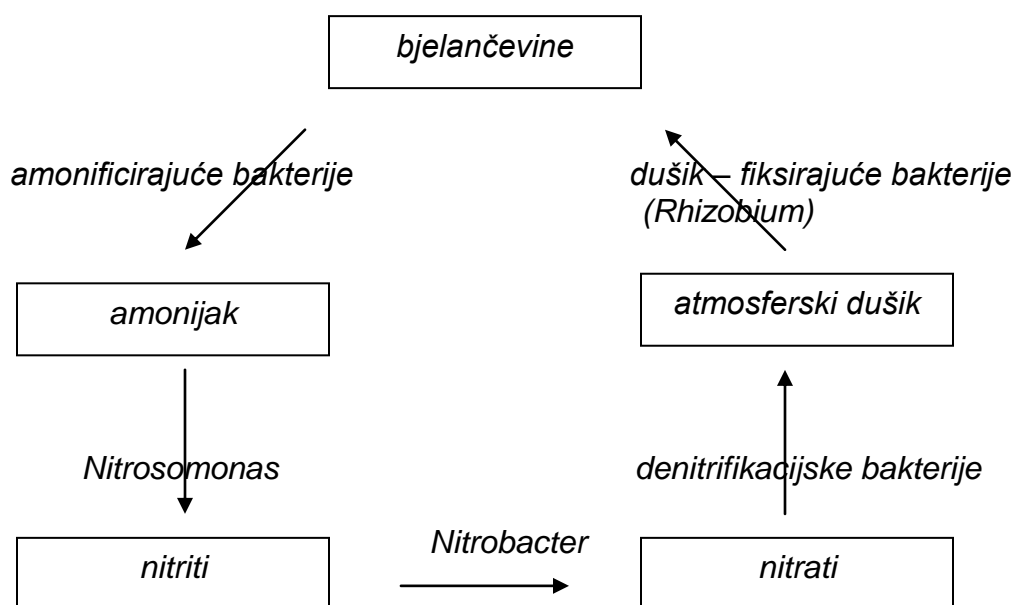 bjelančevine
amonificirajuće bakterije
dušik – fiksirajuće bakterije
(Rhizobium)
amonijak
atmosferski dušik
Nitrosomonas
denitrifikacijske bakterije
Nitrobacter
nitriti
nitrati